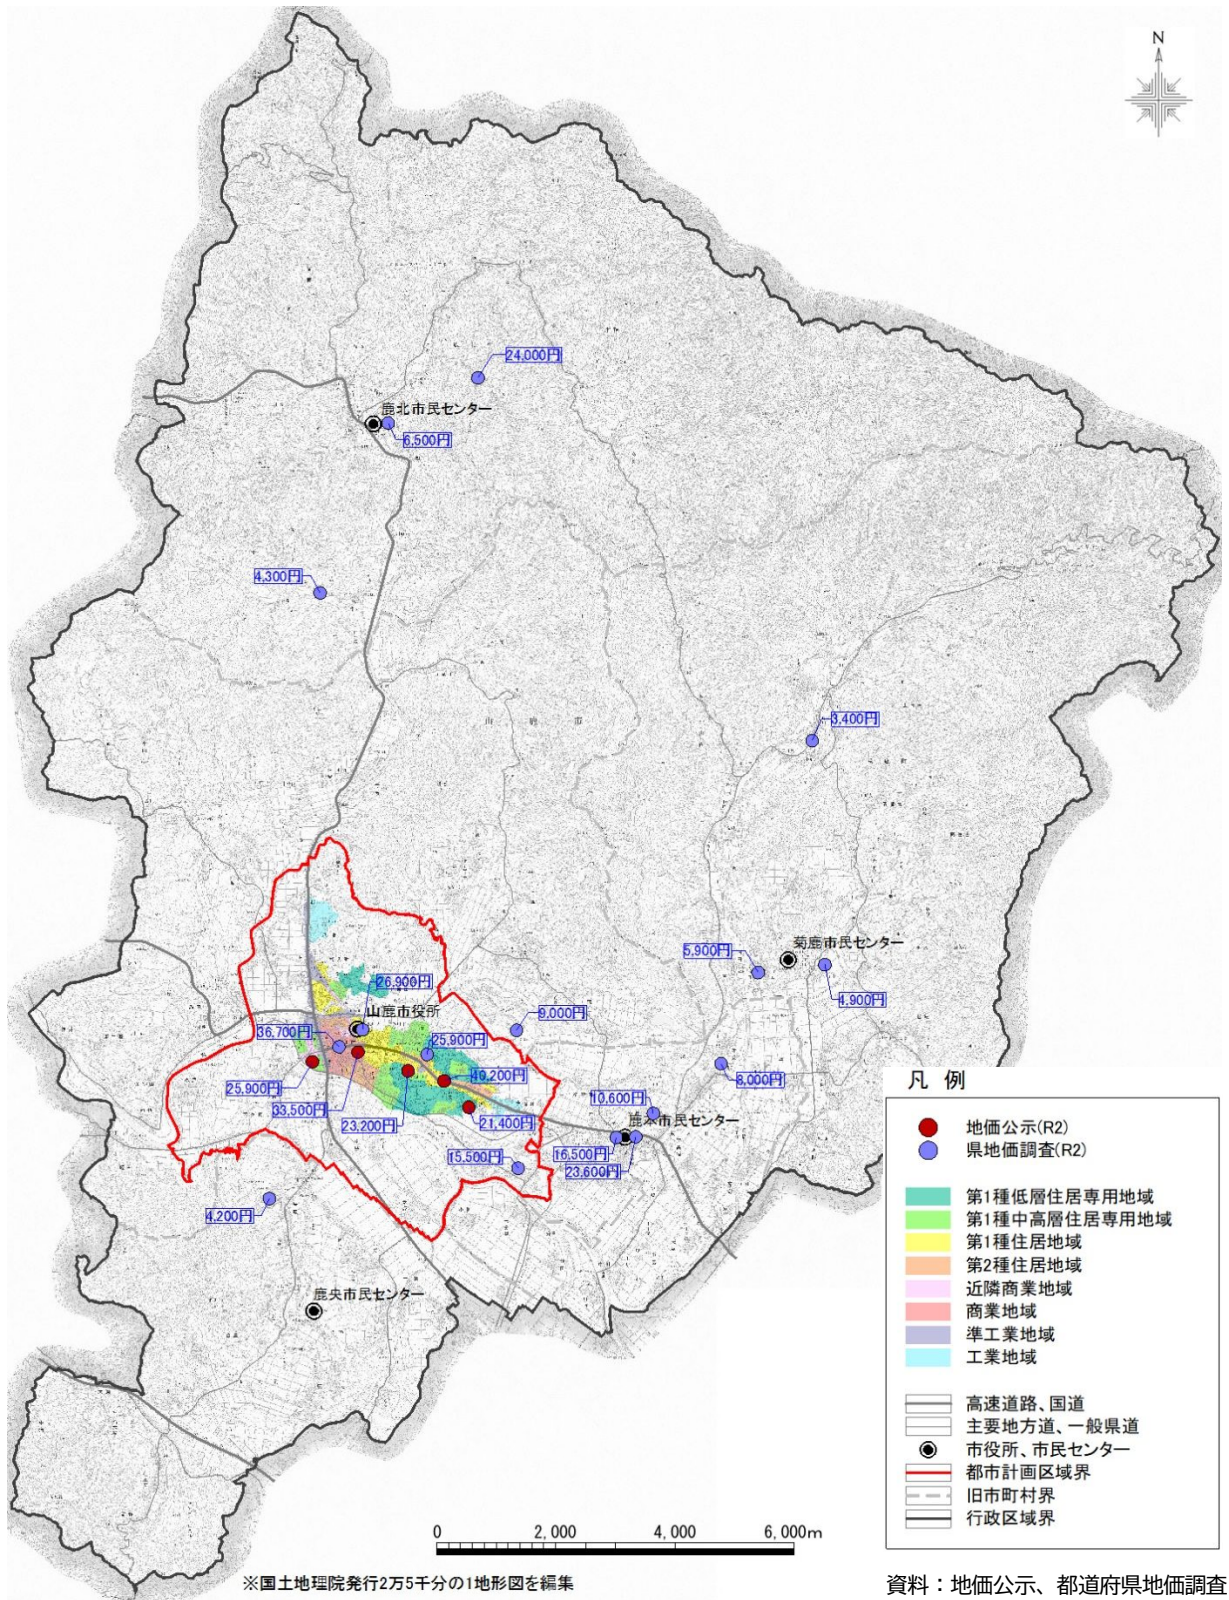 N
24,000円
鹿北市民センター
6,500円
4,300円
山鹿市
3,400円
菊鹿市民センター
5,900円
4,900円
26,900円
山鹿市役所
9,000円
36,700円
25,900円
8,000円
25,900円
40,200円
33,500円
10,600円
23,200円
21,400円
鹿本市民センター
16,500円
15,500円
23,600円
4,200円
鹿央市民センター
凡 例
地価公示(R2)
県地価調査(R2)
第1種低層住居専用地域
第1種中高層住居専用地域
第1種住居地域
第2種住居地域
近隣商業地域
商業地域
準工業地域
工業地域
高速道路、国道
主要地方道、一般県道
市役所、市民センター
都市計画区域界
旧市町村界
行政区域界
0 2,000 4,000 6,000m
※国土地理院発行2万5千分の1地形図を編集
資料：地価公示、都道府県地価調査